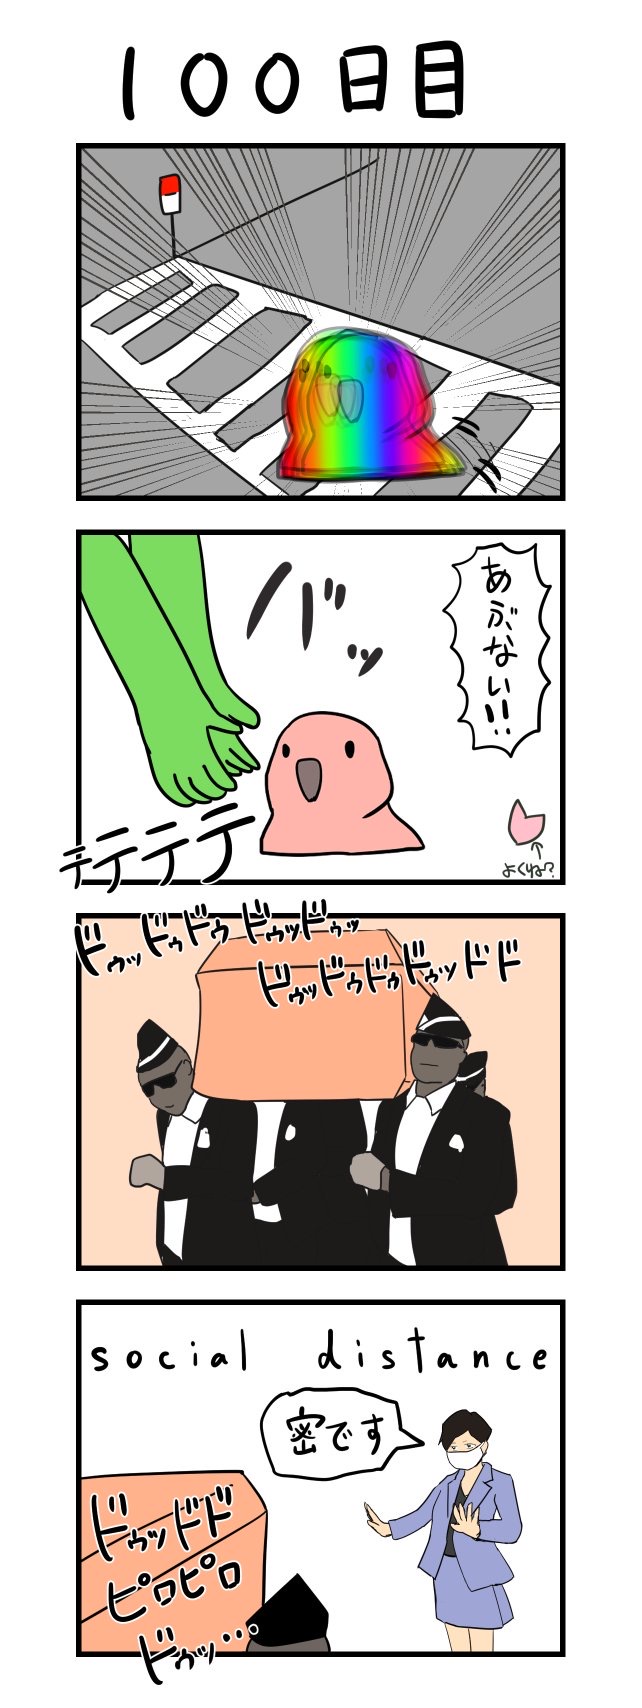 100日目
あぶない!!
バッ
テテテテ
よくね?
ドゥッドゥドゥドゥッドゥッ
ドゥッドゥドゥドゥッドド
social distance
密です
ドゥッドド
ピロピロ
ドゥッ…